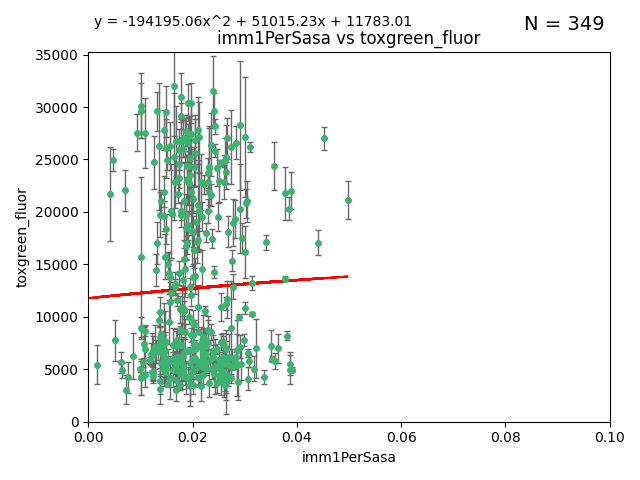 y = -194195.06x^2 + 51015.23x + 11783.01
N = 349
imm1PerSasa vs toxgreen_fluor
35000
30000
25000
20000
15000
10000
5000
0
toxgreen_fluor
0.00 0.02 0.04 0.06 0.08 0.10
imm1PerSasa